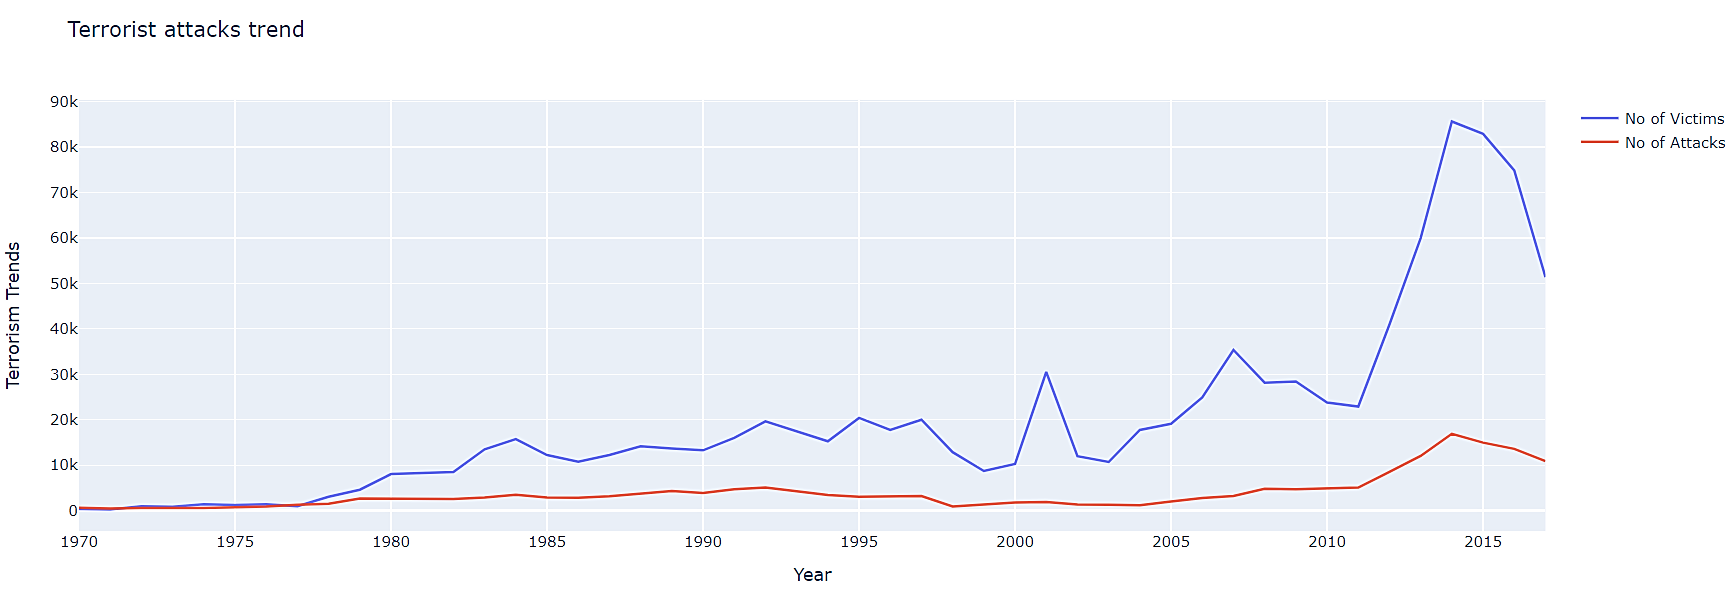 Terrorist attacks trend
No of Victims
No of Attacks
Terrorism Trends
90k
80k
70k
60k
50k
40k
30k
20k
10k
0
1970 1975 1980 1985 1990 1995 2000 2005 2010 2015
Year